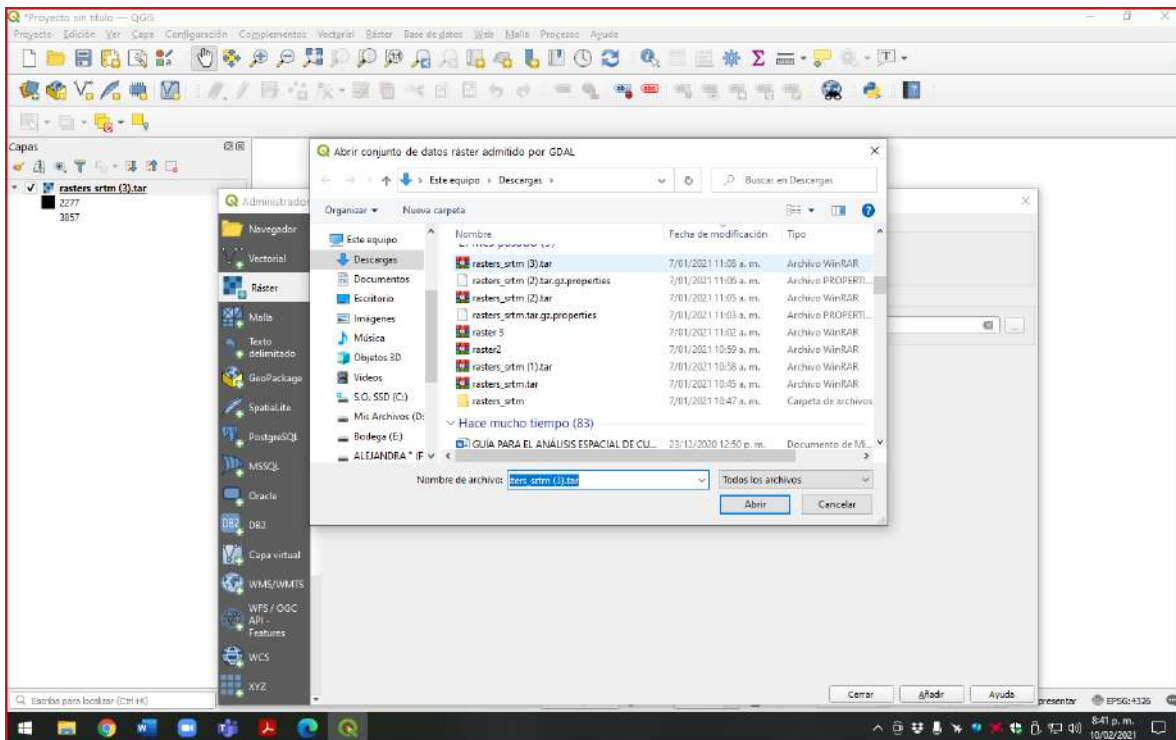 *Proyecto sin título — QGIS
Proyecto Edición Ver Capa Configuración Complementos Vectorial Ráster Base de datos Web Malla Procesos Ayuda
Capas
rasters srtm (3).tar
2277
3857
Administrador
Navegador
Vectorial
Ráster
Malla
Texto
delimitado
GeoPackage
SpatiaLite
PostgreSQL
MSSQL
Oracle
DB2
Capa virtual
WMS/WMTS
WFS / OGC
API -
Features
WCS
XYZ
Abrir conjunto de datos ráster admitido por GDAL
Este equipo > Descargas >
Buscar en Descargas
Organizar
Nueva carpeta
Este equipo
Descargas
Documentos
Escritorio
Imágenes
Música
Objetos 3D
Videos
S.O. SSD (C:)
Mis Archivos (D:
Bodega (E:)
ALEJANDRA * (F
Nombre Fecha de modificación Tipo
rasters_srtm (3).tar 7/01/2021 11:08 a. m. Archivo WinRAR
rasters_srtm (2).tar.gz.properties 7/01/2021 11:06 a. m. Archivo PROPERTI...
rasters_srtm (2).tar 7/01/2021 11:05 a. m. Archivo WinRAR
rasters_srtm.tar.gz.properties 7/01/2021 11:03 a. m. Archivo PROPERTI...
raster 3 7/01/2021 11:02 a. m. Archivo WinRAR
raster2 7/01/2021 10:59 a. m. Archivo WinRAR
rasters_srtm (1).tar 7/01/2021 10:58 a. m. Archivo WinRAR
rasters_srtm.tar 7/01/2021 10:45 a. m. Archivo WinRAR
rasters_srtm 7/01/2021 10:47 a. m. Carpeta de archivos
Hace mucho tiempo (83)
GUÍA PARA EL ANÁLISIS ESPACIAL DE CU... 23/12/2020 12:50 p. m. Documento de Mi...
Nombre de archivo: ters_srtm (3).tar
Todos los archivos
Abrir Cancelar
Cerrar Añadir Ayuda
Escriba para localizar (Ctrl+K)
presentar
EPSG:4326
8:41 p. m.
10/02/2021